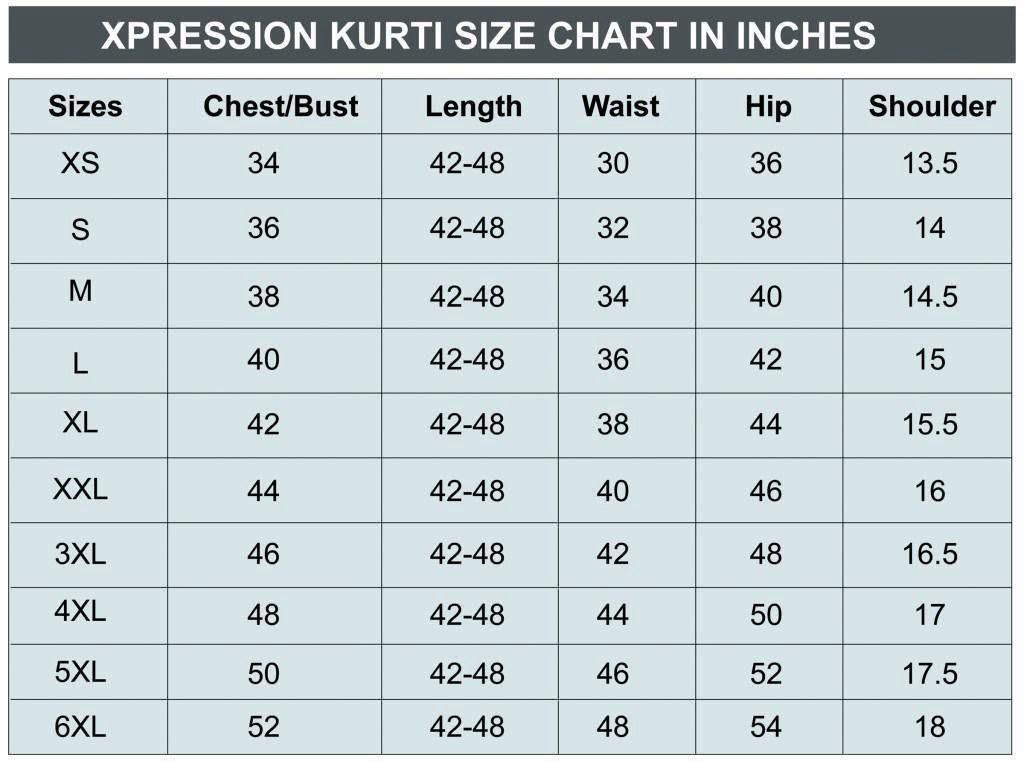 XPRESSION KURTI SIZE CHART IN INCHES
Sizes Chest/Bust Length Waist Hip Shoulder
XS 34 42-48 30 36 13.5
S 36 42-48 32 38 14
M 38 42-48 34 40 14.5
L 40 42-48 36 42 15
XL 42 42-48 38 44 15.5
XXL 44 42-48 40 46 16
3XL 46 42-48 42 48 16.5
4XL 48 42-48 44 50 17
5XL 50 42-48 46 52 17.5
6XL 52 42-48 48 54 18